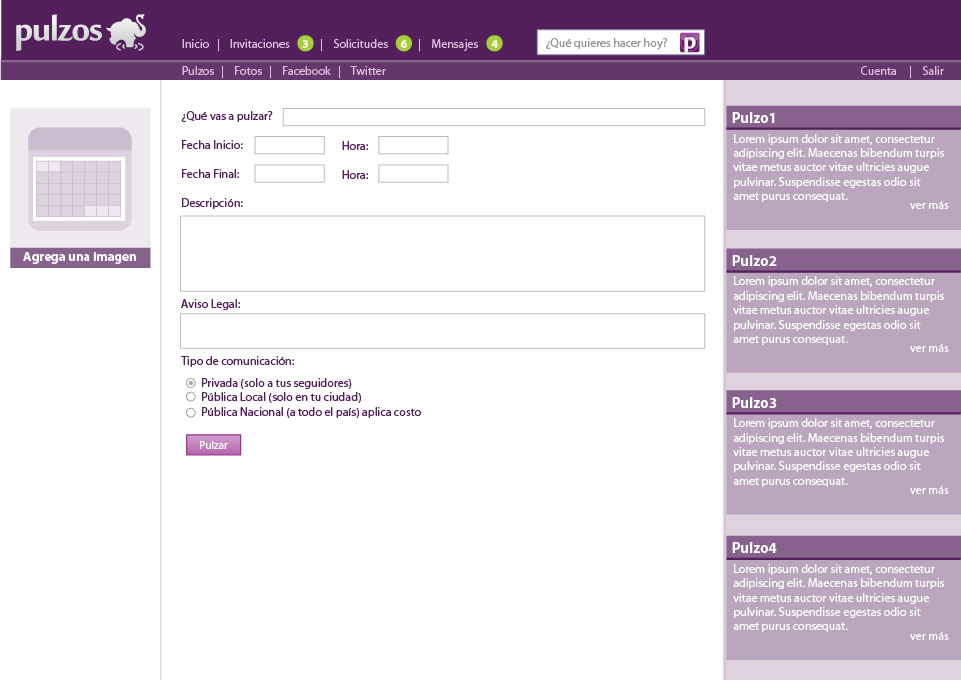 pulzos
Inicio | Invitaciones 3 | Solicitudes 6 | Mensajes 4
¿Qué quieres hacer hoy? p
Pulzos | Fotos | Facebook | Twitter
Cuenta | Salir
Agrega una imagen
¿Qué vas a pulzar?
Fecha Inicio: Hora:
Fecha Final: Hora:
Descripción:
Aviso Legal:
Tipo de comunicación:
Privada (solo a tus seguidores)
Pública Local (solo en tu ciudad)
Pública Nacional (a todo el país) aplica costo
Pulzar
Pulzo1
Lorem ipsum dolor sit amet, consectetur
adipiscing elit. Maecenas bibendum turpis
vitae metus auctor vitae ultricies augue
pulvinar. Suspendisse egestas odio sit
amet purus consequat.
ver más
Pulzo2
Lorem ipsum dolor sit amet, consectetur
adipiscing elit. Maecenas bibendum turpis
vitae metus auctor vitae ultricies augue
pulvinar. Suspendisse egestas odio sit
amet purus consequat.
ver más
Pulzo3
Lorem ipsum dolor sit amet, consectetur
adipiscing elit. Maecenas bibendum turpis
vitae metus auctor vitae ultricies augue
pulvinar. Suspendisse egestas odio sit
amet purus consequat.
ver más
Pulzo4
Lorem ipsum dolor sit amet, consectetur
adipiscing elit. Maecenas bibendum turpis
vitae metus auctor vitae ultricies augue
pulvinar. Suspendisse egestas odio sit
amet purus consequat.
ver más